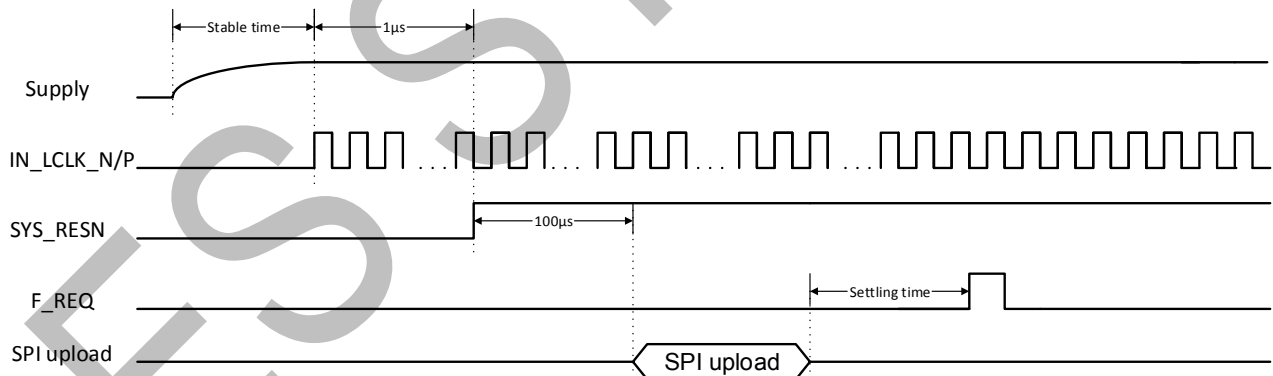 Stable time 1µs
Supply
IN_LCLK_N/P
SYS_RESN
100µs
F_REQ
Settling time
SPI upload
SPI upload